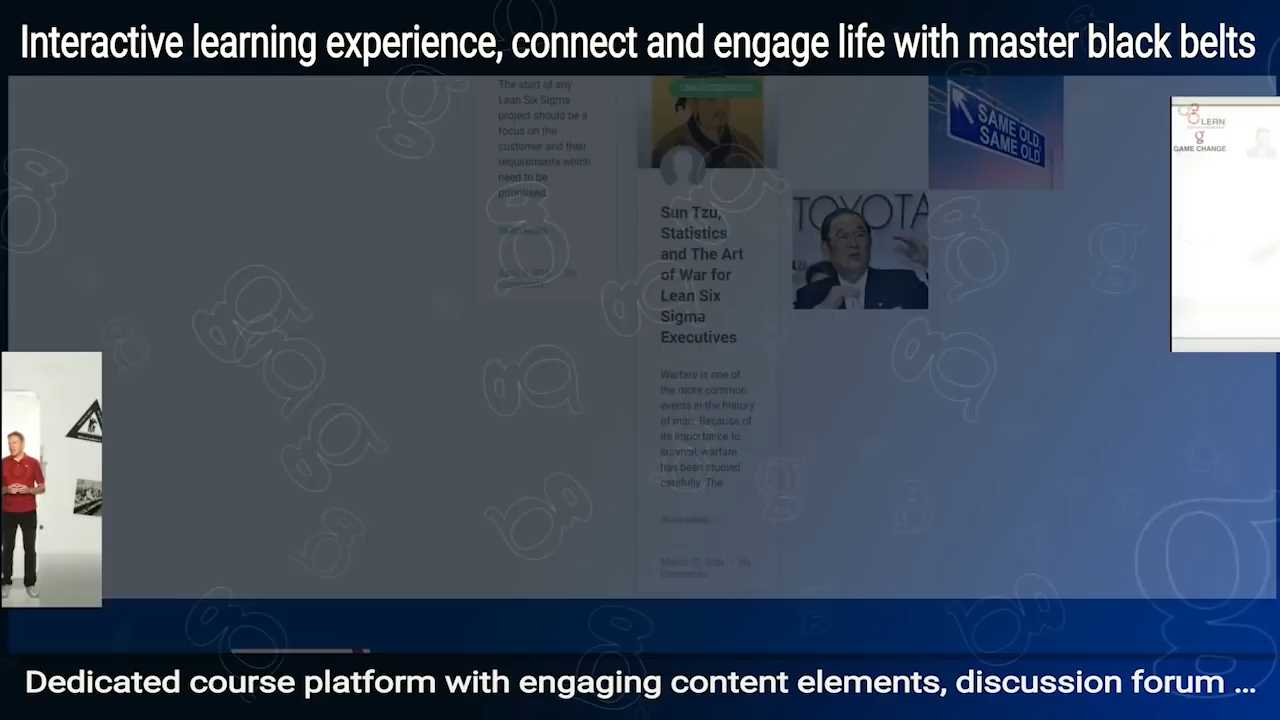 Interactive learning experience, connect and engage life with master black belts
The start of any
Lean Six Sigma
project should be a
focus on the
customer and their
requirements which
need to be
prioritised.
Sun Tzu,
Statistics
and The Art
of War for
Lean Six
Sigma
Executives
Warfare is one of
the more common
events in the history
of man. Because of
its importance to
survival, warfare
has been studied
carefully. The
SAME OLD,
SAME OLD
TOYOTA
GAME CHANGE
Dedicated course platform with engaging content elements, discussion forum ...